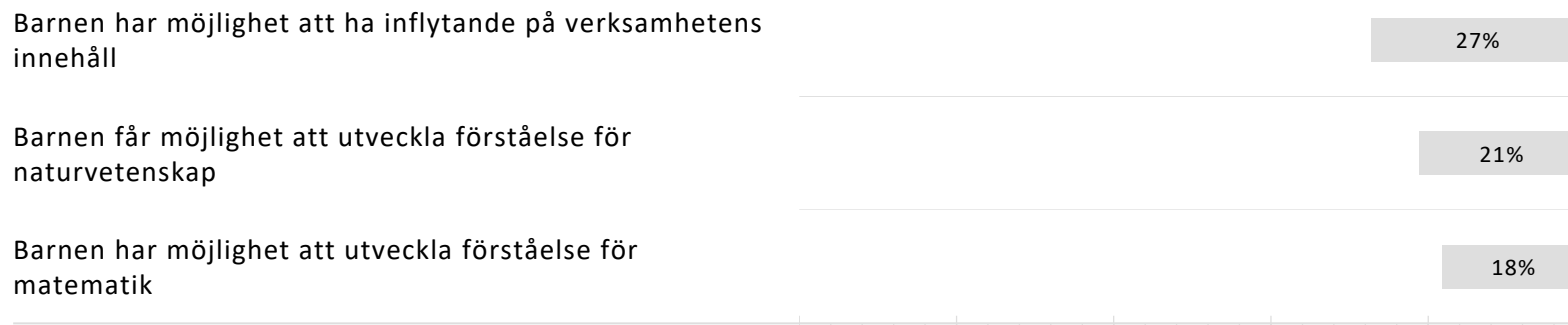 Barnen har möjlighet att ha inflytande på verksamhetens
innehåll
27%
Barnen får möjlighet att utveckla förståelse för
naturvetenskap
21%
Barnen har möjlighet att utveckla förståelse för
matematik
18%